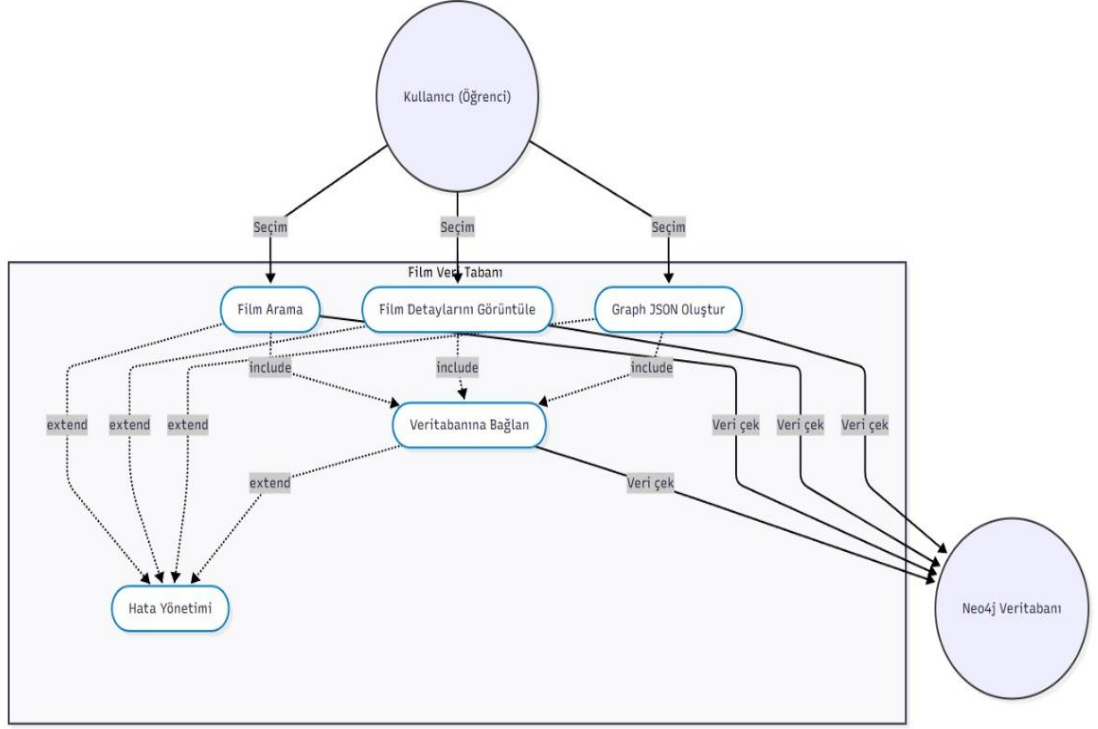 Kullanıcı (Öğrenci)
Seçim
Seçim
Seçim
Film Veri Tabanı
Film Arama
Film Detaylarını Görüntüle
Graph JSON Oluştur
include
include
include
extend
extend
extend
Veritabanına Bağlan
Veri çek
Veri çek
Veri çek
extend
Veri çek
Hata Yönetimi
Neo4j Veritabanı